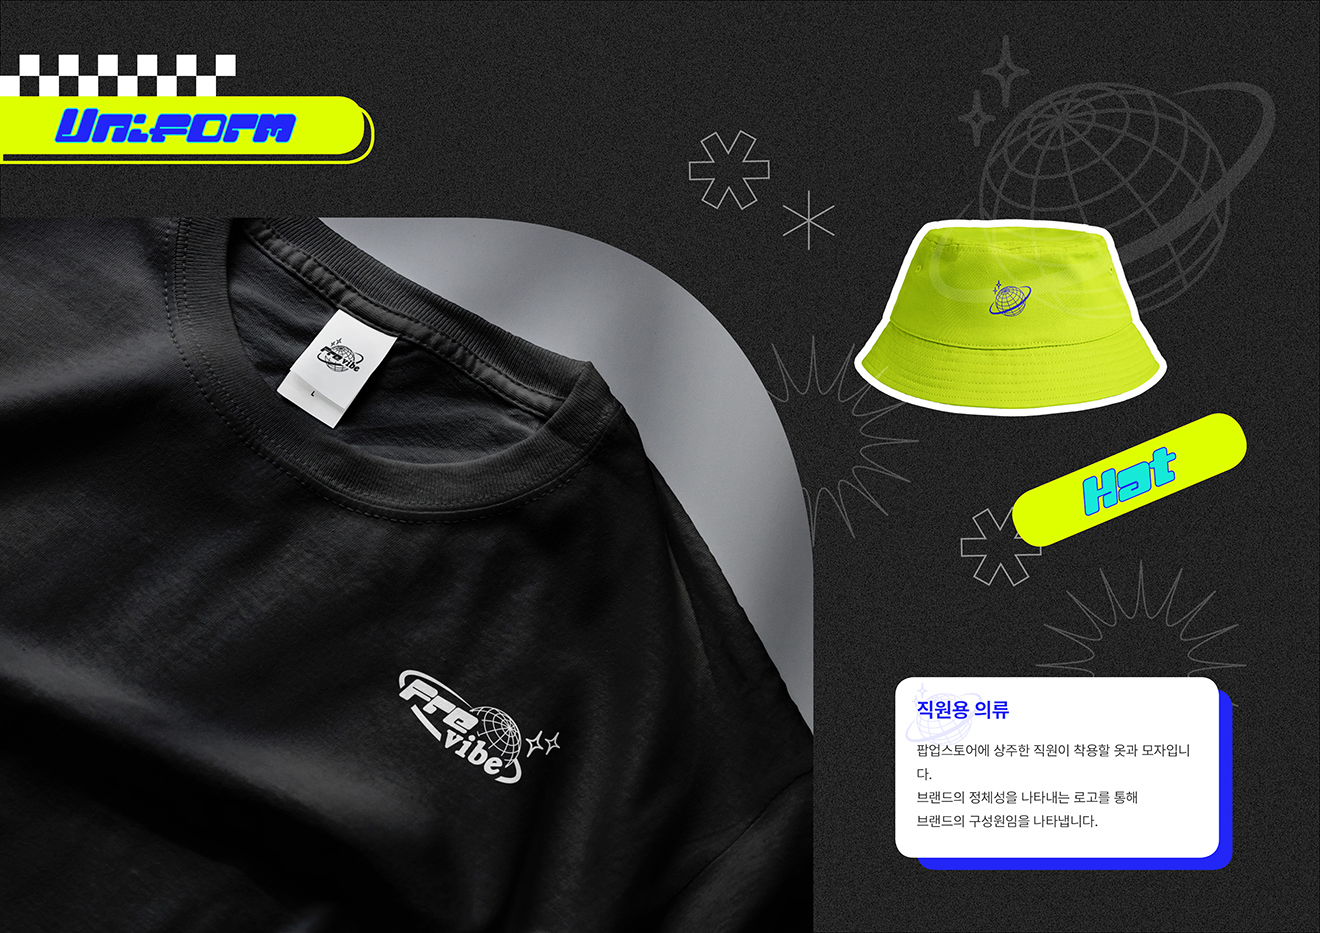 Uniform
Fre
vibe
L
Hat
Fre
vibe
직원용 의류
팝업스토어에 상주한 직원이 착용할 옷과 모자입니
다.
브랜드의 정체성을 나타내는 로고를 통해
브랜드의 구성원임을 나타냅니다.